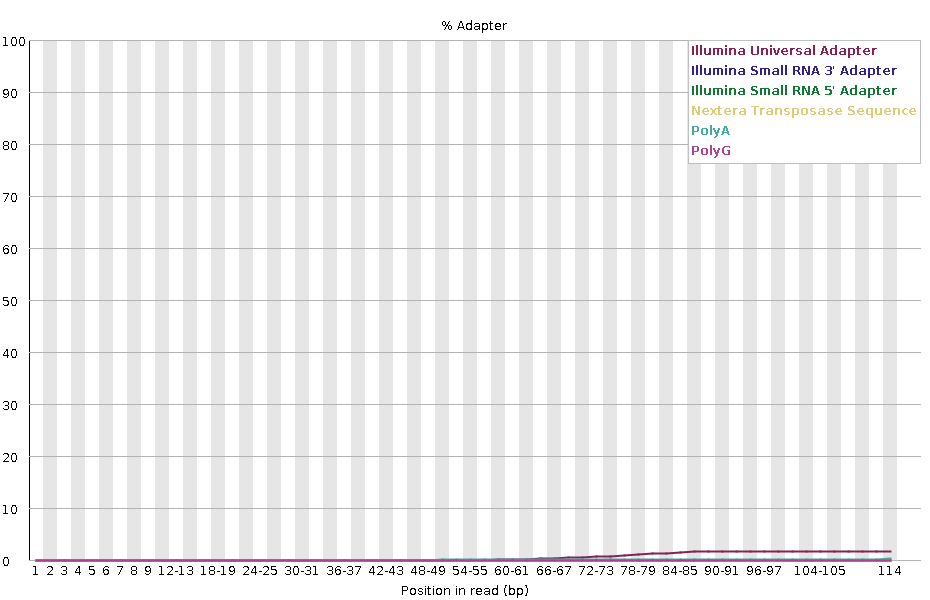 % Adapter
100
90
80
70
60
50
40
30
20
10
0
Illumina Universal Adapter
Illumina Small RNA 3' Adapter
Illumina Small RNA 5' Adapter
Nextera Transposase Sequence
PolyA
PolyG
1 2 3 4 5 6 7 8 9 12-13 18-19 24-25 30-31 36-37 42-43 48-49 54-55 60-61 66-67 72-73 78-79 84-85 90-91 96-97 104-105 114
Position in read (bp)